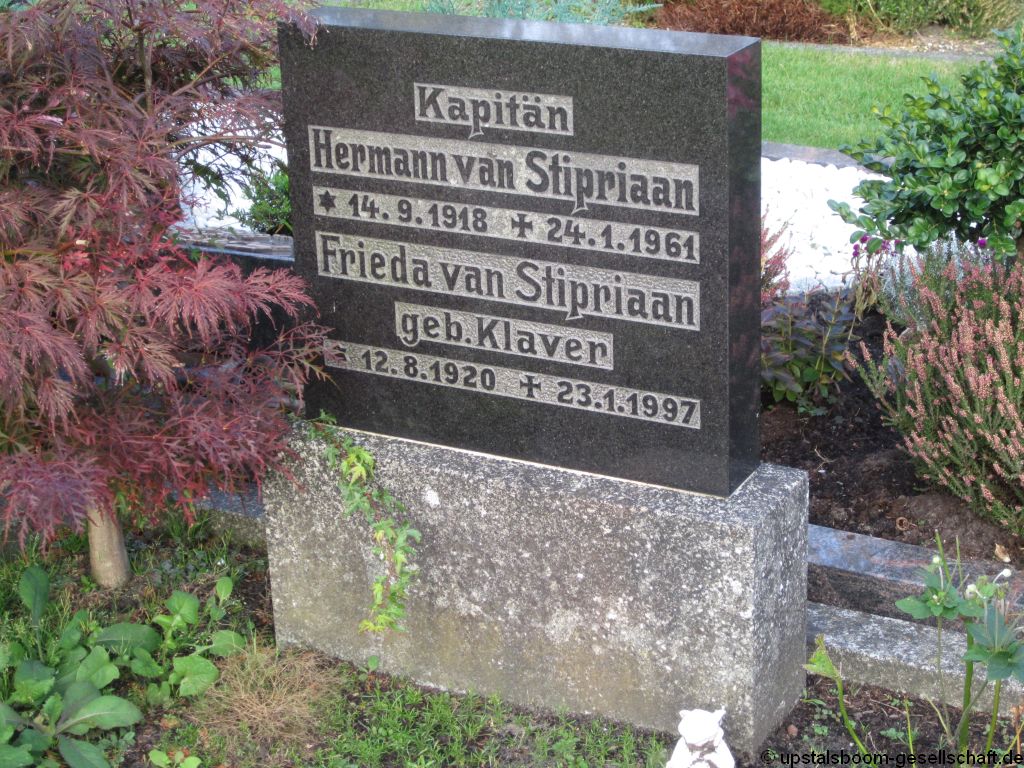 Kapitän
Hermann van Stipriaan
✶ 14.9.1918 ✝ 24.1.1961
Frieda van Stipriaan
geb. Klaver
✶ 12.8.1920 ✝ 23.1.1997
© upstalsboom-gesellschaft.de